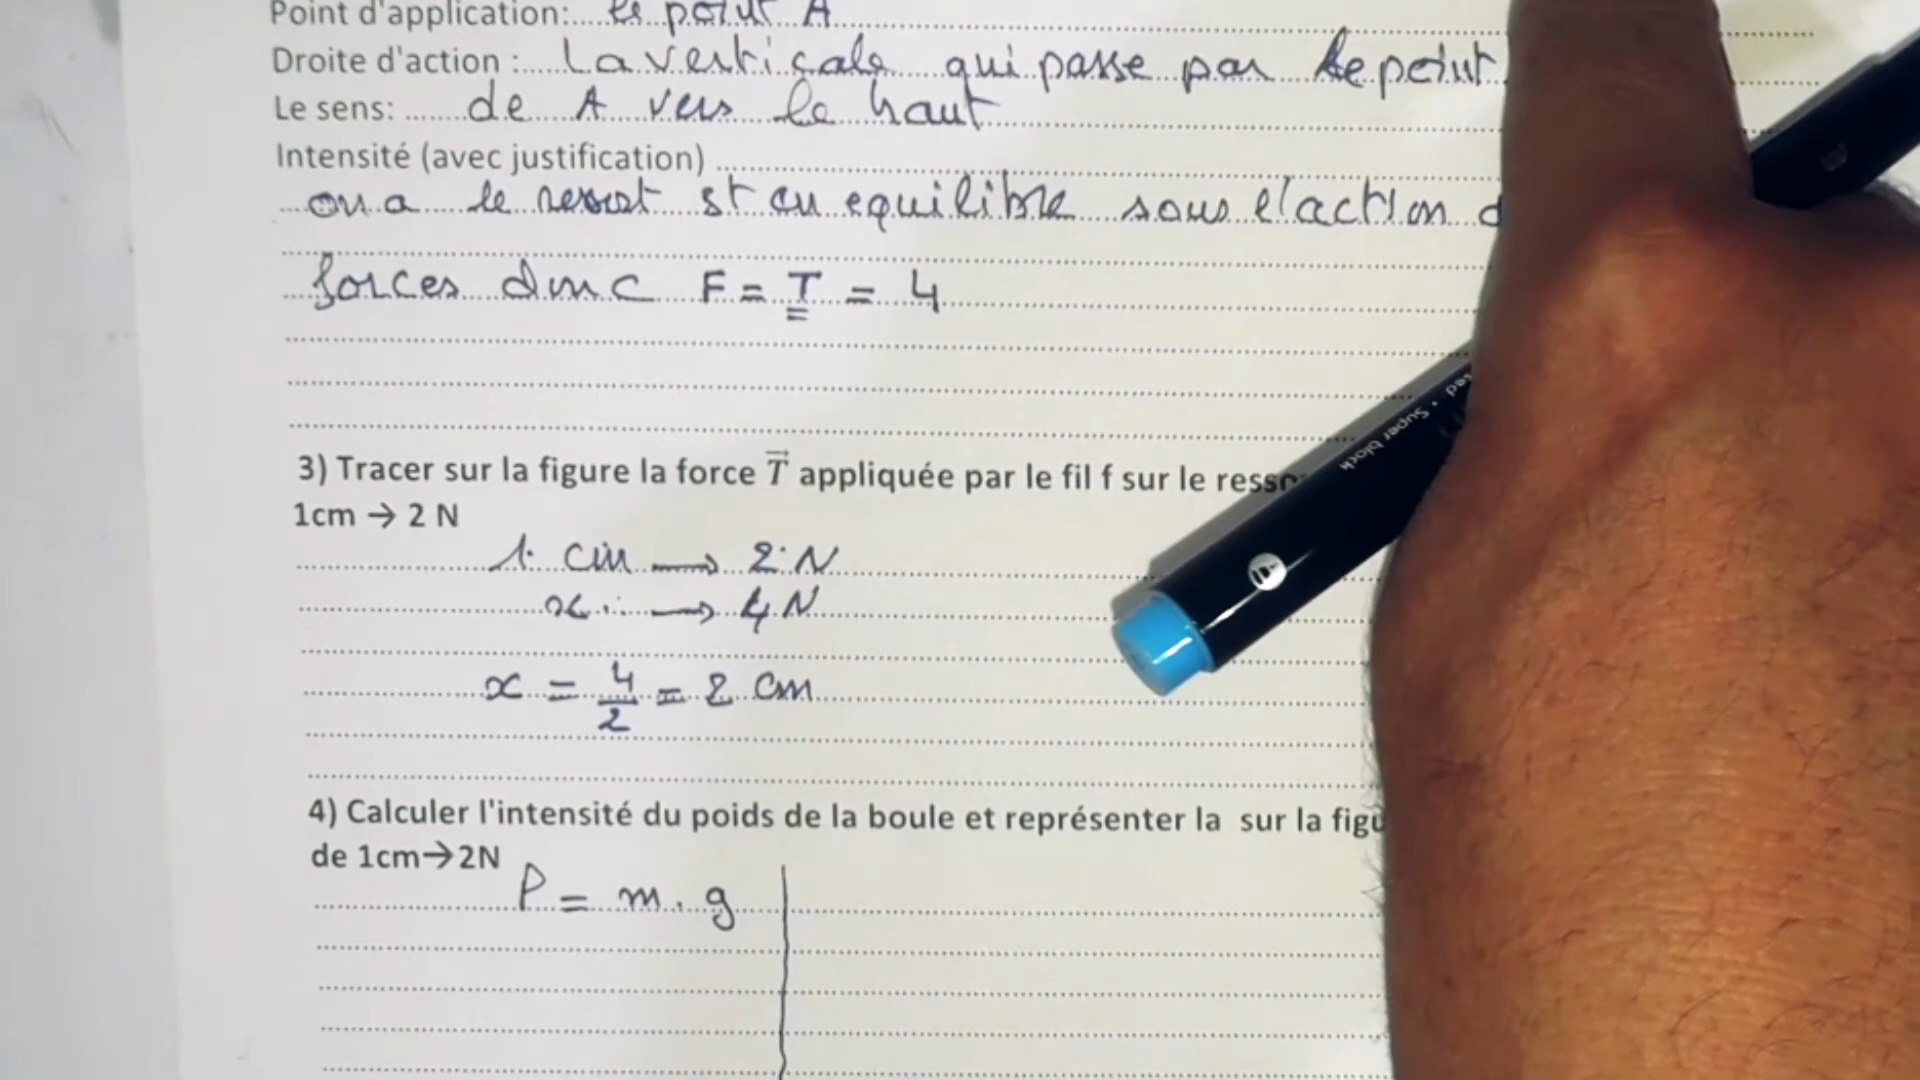 Point d'application: le point A
Droite d'action : La verticale qui passe par le point
Le sens: de A vers le haut
Intensité (avec justification)
on a le ressort st en equilibre sous l'action d
forces donc F = T = 4
3) Tracer sur la figure la force T⃗ appliquée par le fil f sur le resso
1cm → 2 N
1 cm → 2 N
x → 4 N
x = 4/2 = 2 cm
4) Calculer l'intensité du poids de la boule et représenter la sur la figu
de 1cm→2N
P = m . g
Super block